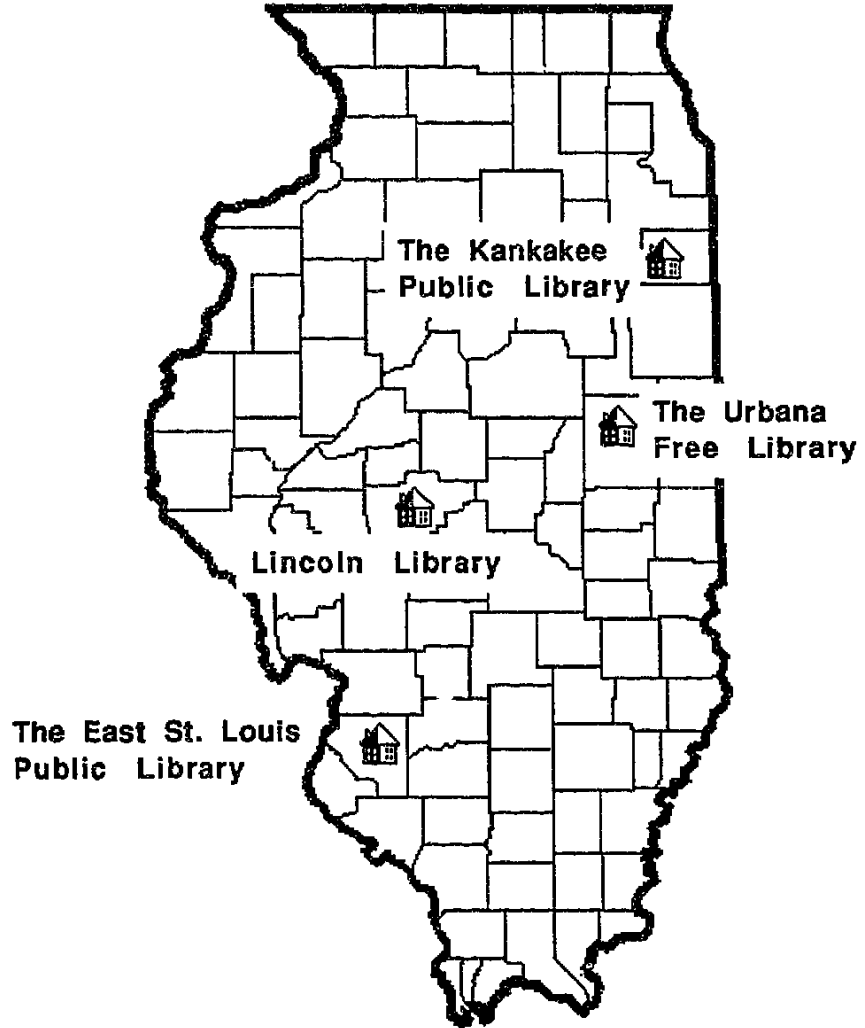 The Kankakee
Public Library
The Urbana
Free Library
Lincoln Library
The East St. Louis
Public Library